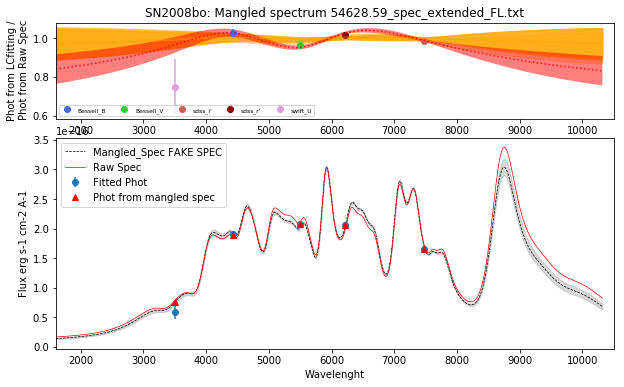 SN2008bo: Mangled spectrum 54628.59_spec_extended_FL.txt
Phot from LCfitting /
Phot from Raw Spec
1.0
0.8
0.6
Bessell_B
Bessell_V
sdss_i'
sdss_r'
swift_U
2000 3000 4000 5000 6000 7000 8000 9000 10000
1e−16
Flux erg s-1 cm-2 A-1
3.5
3.0
2.5
2.0
1.5
1.0
0.5
0.0
Mangled_Spec FAKE SPEC
Raw Spec
Fitted Phot
Phot from mangled spec
2000 3000 4000 5000 6000 7000 8000 9000 10000
Wavelenght